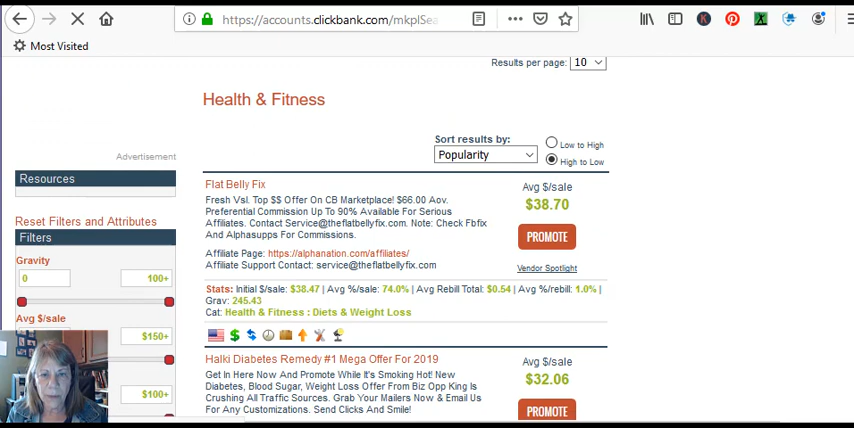 https://accounts.clickbank.com/mkplSea
Most Visited
Results per page: 10
Health & Fitness
Sort results by:
Popularity
Low to High
High to Low
Advertisement
Resources
Reset Filters and Attributes
Filters
Gravity
0
100+
Avg $/sale
$150+
$100+
Flat Belly Fix
Fresh Vsl. Top $$ Offer On CB Marketplace! $66.00 Aov.
Preferential Commission Up To 90% Available For Serious
Affiliates. Contact Service@theflatbellyfix.com. Note: Check Fbfix
And Alphasupps For Commissions.
Affiliate Page: https://alphanation.com/affiliates/
Affiliate Support Contact: service@theflatbellyfix.com
Avg $/sale
$38.70
PROMOTE
Vendor Spotlight
Stats: Initial $/sale: $38.47 | Avg %/sale: 74.0% | Avg Rebill Total: $0.54 | Avg %/rebill: 1.0% |
Grav: 245.43
Cat: Health & Fitness : Diets & Weight Loss
Halki Diabetes Remedy #1 Mega Offer For 2019
Get In Here Now And Promote While It's Smoking Hot! New
Diabetes, Blood Sugar, Weight Loss Offer From Biz Opp King Is
Crushing All Traffic Sources. Grab Your Mailers Now & Email Us
For Any Customizations. Send Clicks And Smile!
Avg $/sale
$32.06
PROMOTE